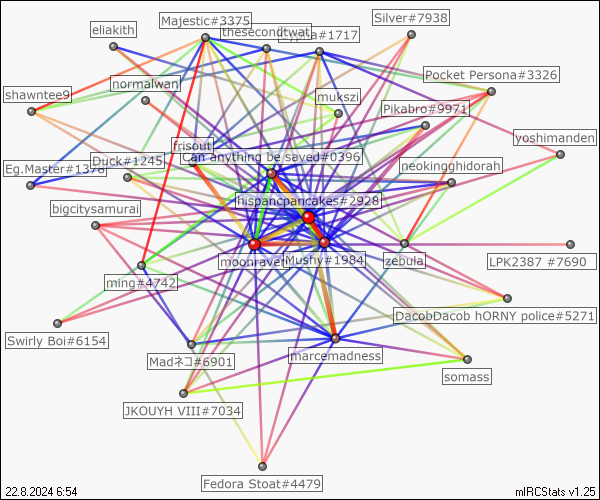 Silver#7938
Majestic#3375
eliakith
thesecondtwat
#1717
Pocket Persona#3326
normalwan
shawntee9
mukszi
Pikabro#9971
yoshimanden
frisout
Can anything be saved#0396
Duck#1245
Eg.Master#1378
neokingghidorah
hispancpancakes#2928
bigcitysamurai
moonraven
Mushy#1984
zebula
LPK2387 #7690
ming#4742
DacobDacob hORNY police#5271
Swirly Boi#6154
marcemadness
Madネコ#6901
somass
JKOUYH VIII#7034
Fedora Stoat#4479
22.8.2024 6:54
mIRCStats v1.25